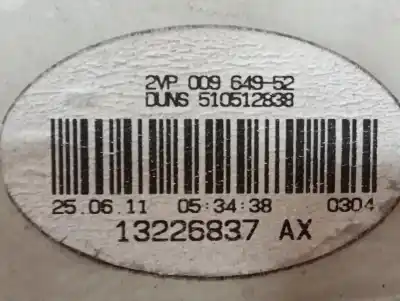 2VP 009 649-52
DUNS 510512838
25.06.11 05:34:38 0304
13226837 AX